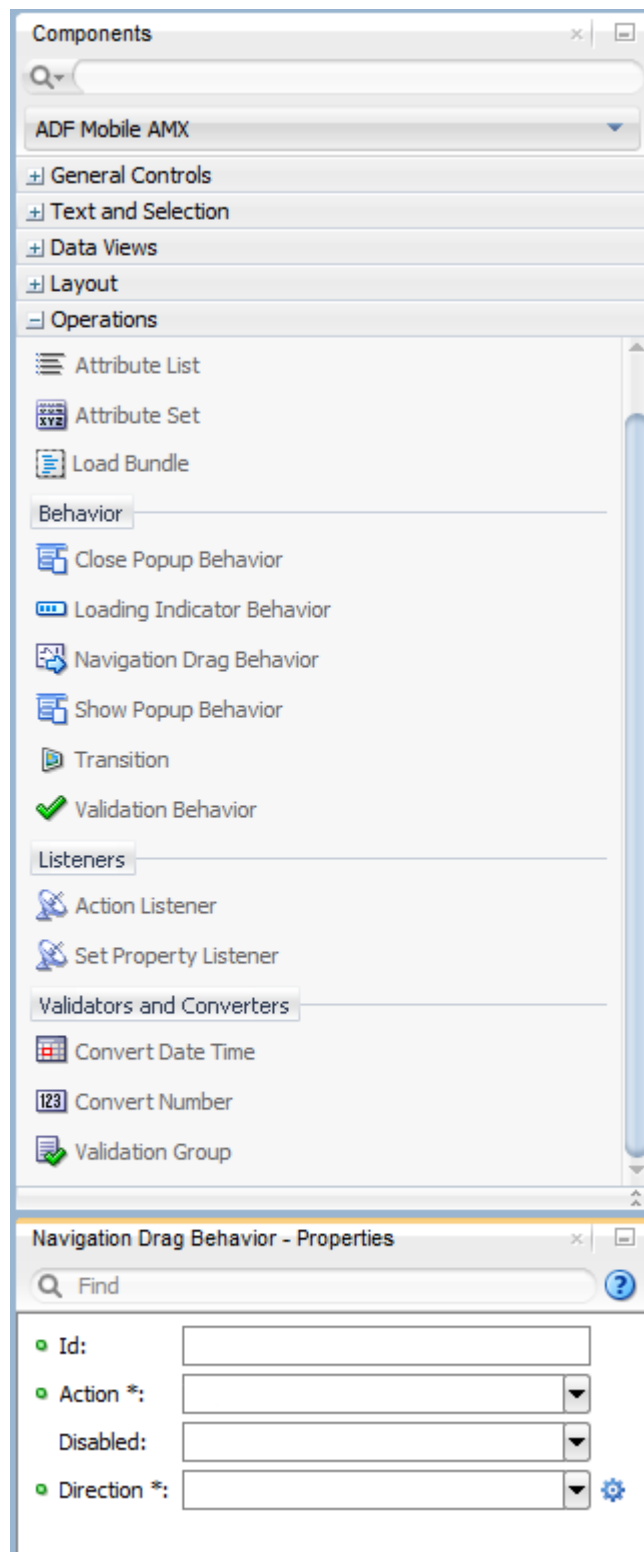 Components
ADF Mobile AMX
General Controls
Text and Selection
Data Views
Layout
Operations
Attribute List
Attribute Set
Load Bundle
Behavior
Close Popup Behavior
Loading Indicator Behavior
Navigation Drag Behavior
Show Popup Behavior
Transition
Validation Behavior
Listeners
Action Listener
Set Property Listener
Validators and Converters
Convert Date Time
123 Convert Number
Validation Group
Navigation Drag Behavior - Properties
Find
Id:
Action *:
Disabled:
Direction *: